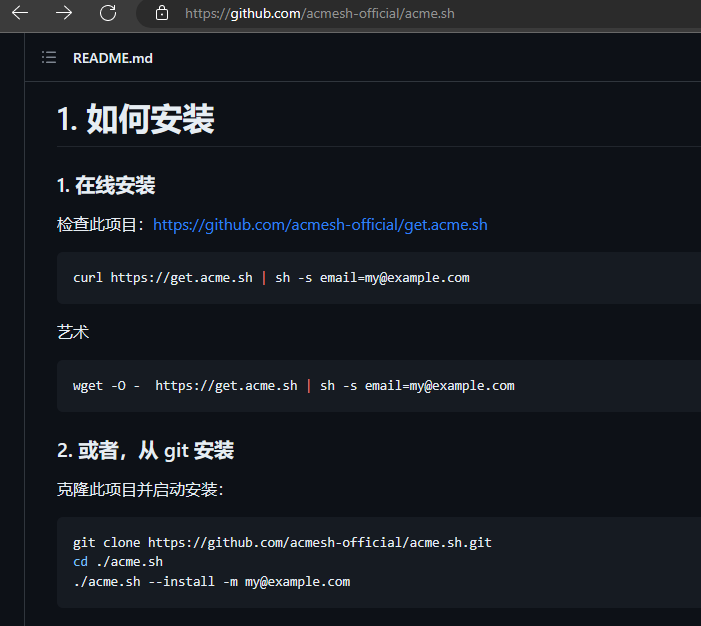 https://github.com/acmesh-official/acme.sh
README.md
1. 如何安装
1. 在线安装
检查此项目：https://github.com/acmesh-official/get.acme.sh
curl https://get.acme.sh | sh -s email=my@example.com
艺术
wget -O -  https://get.acme.sh | sh -s email=my@example.com
2. 或者，从 git 安装
克隆此项目并启动安装：
git clone https://github.com/acmesh-official/acme.sh.git
cd ./acme.sh
./acme.sh --install -m my@example.com